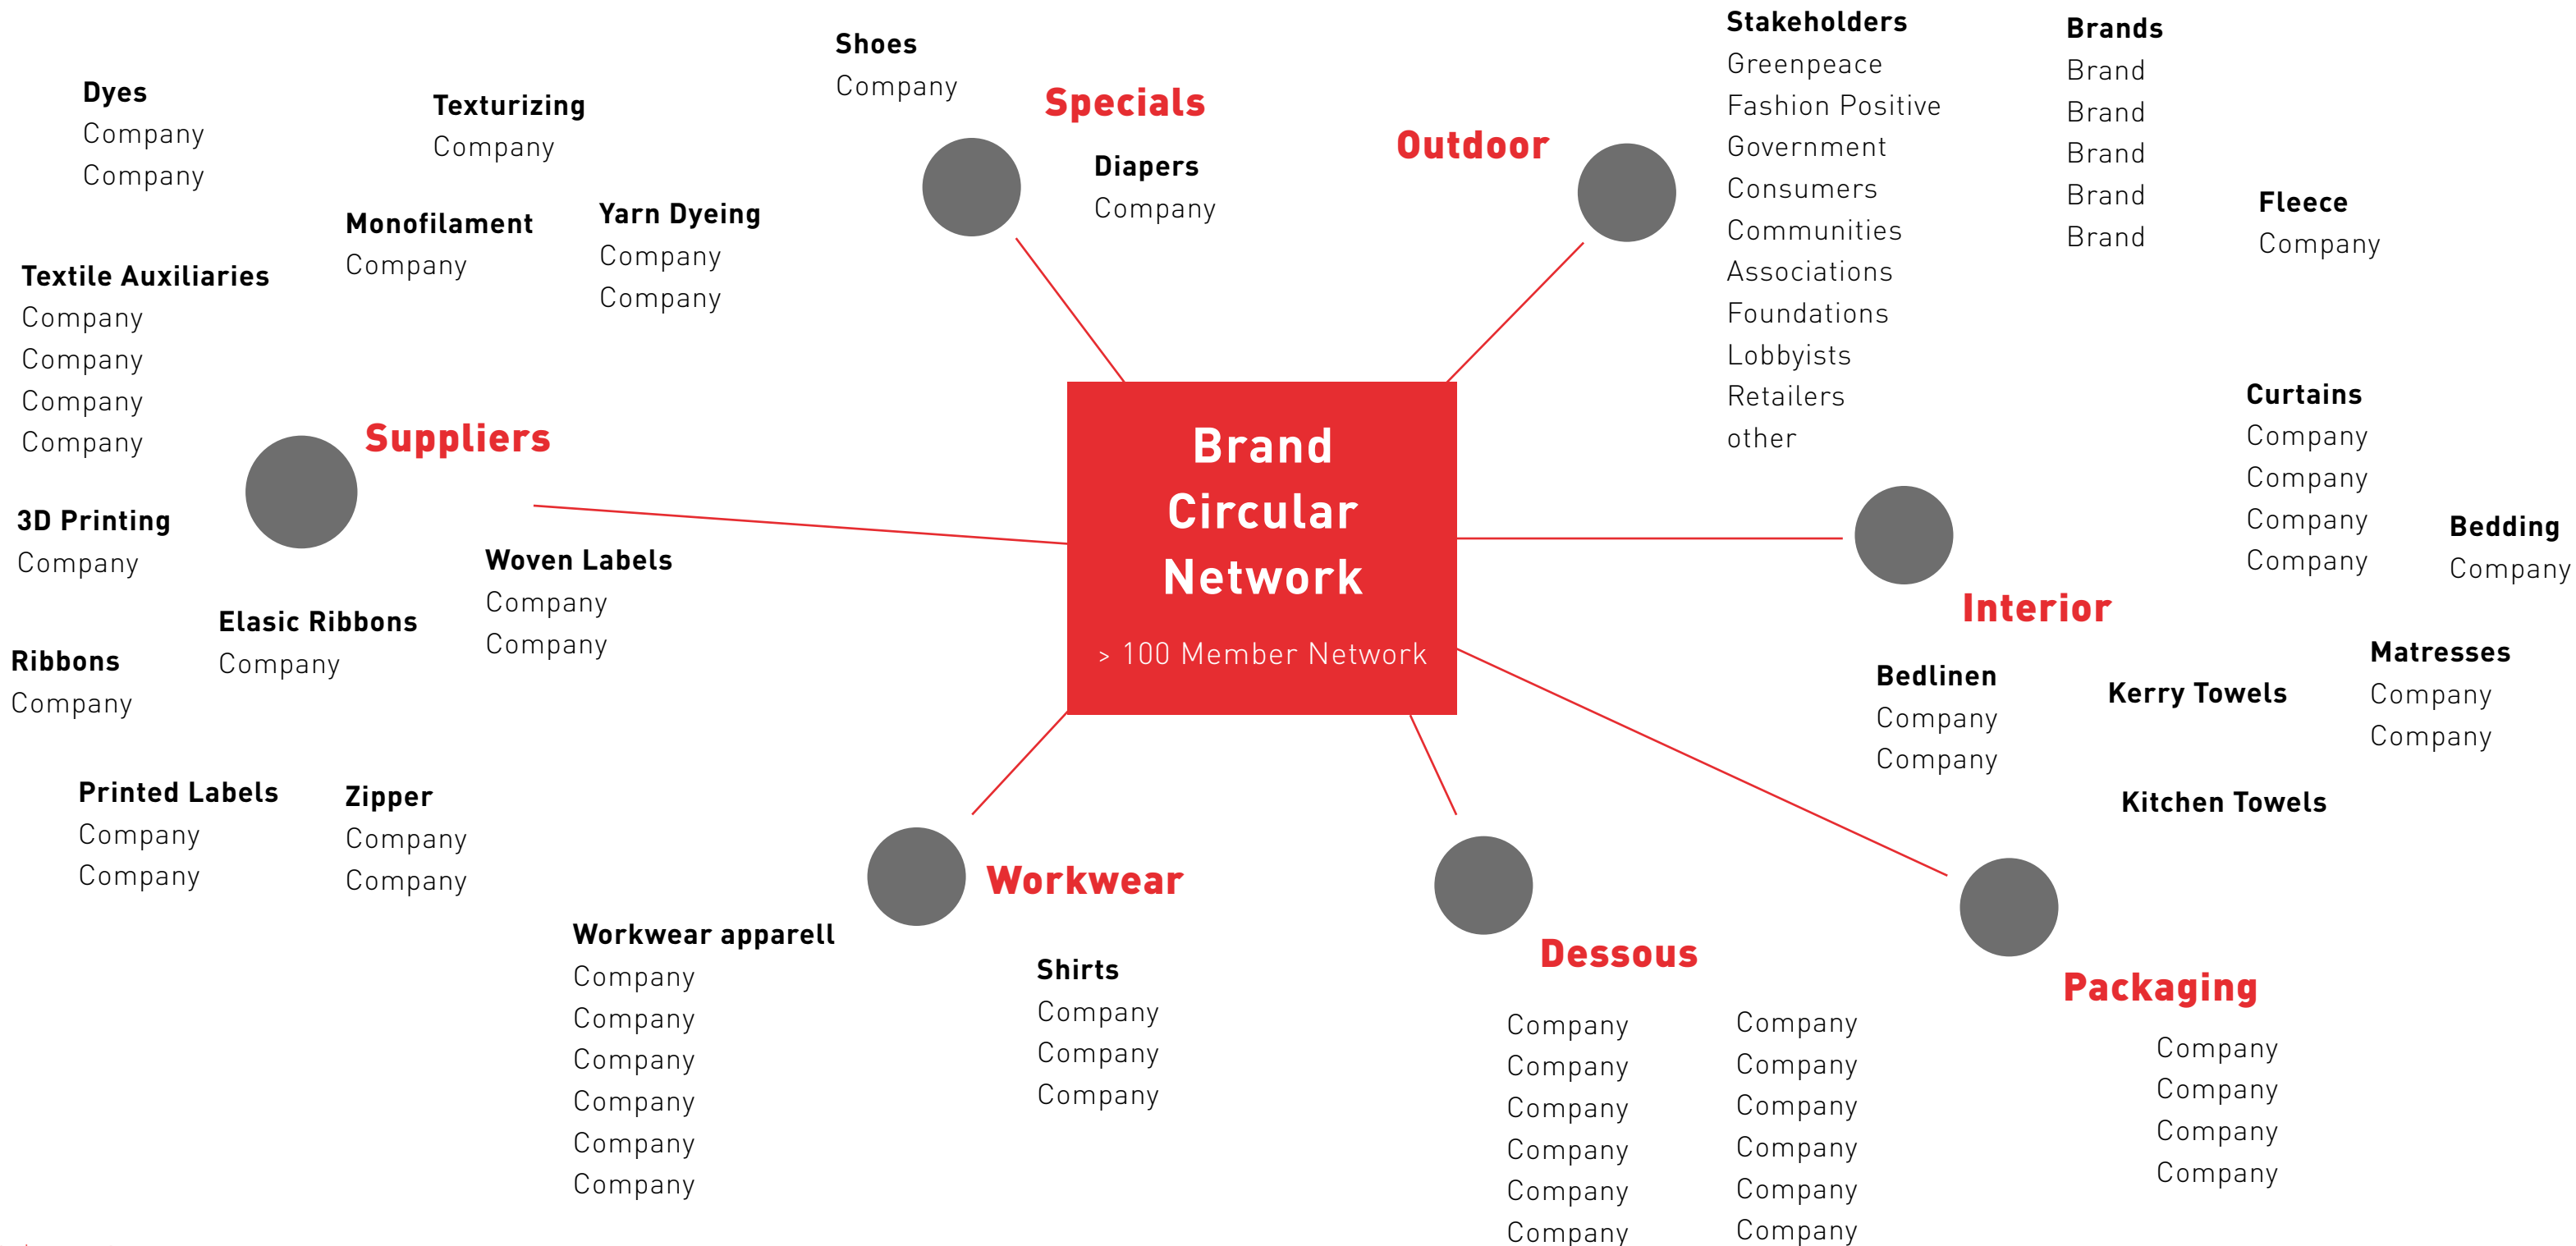 Shoes
Company
Specials
Diapers
Company
Outdoor
Stakeholders
Greenpeace
Fashion Positive
Government
Consumers
Communities
Associations
Foundations
Lobbyists
Retailers
other
Brands
Brand
Brand
Brand
Brand
Brand
Fleece
Company
Dyes
Company
Company
Texturizing
Company
Monofilament
Company
Yarn Dyeing
Company
Company
Textile Auxiliaries
Company
Company
Company
Company
Suppliers
3D Printing
Company
Woven Labels
Company
Company
Elasic Ribbons
Company
Ribbons
Company
Printed Labels
Company
Company
Zipper
Company
Company
Brand
Circular
Network
> 100 Member Network
Curtains
Company
Company
Company
Company
Bedding
Company
Interior
Bedlinen
Company
Company
Kerry Towels
Matresses
Company
Company
Kitchen Towels
Workwear
Workwear apparell
Company
Company
Company
Company
Company
Company
Shirts
Company
Company
Company
Dessous
Company
Company
Company
Company
Company
Company
Company
Company
Company
Company
Company
Company
Packaging
Company
Company
Company
Company